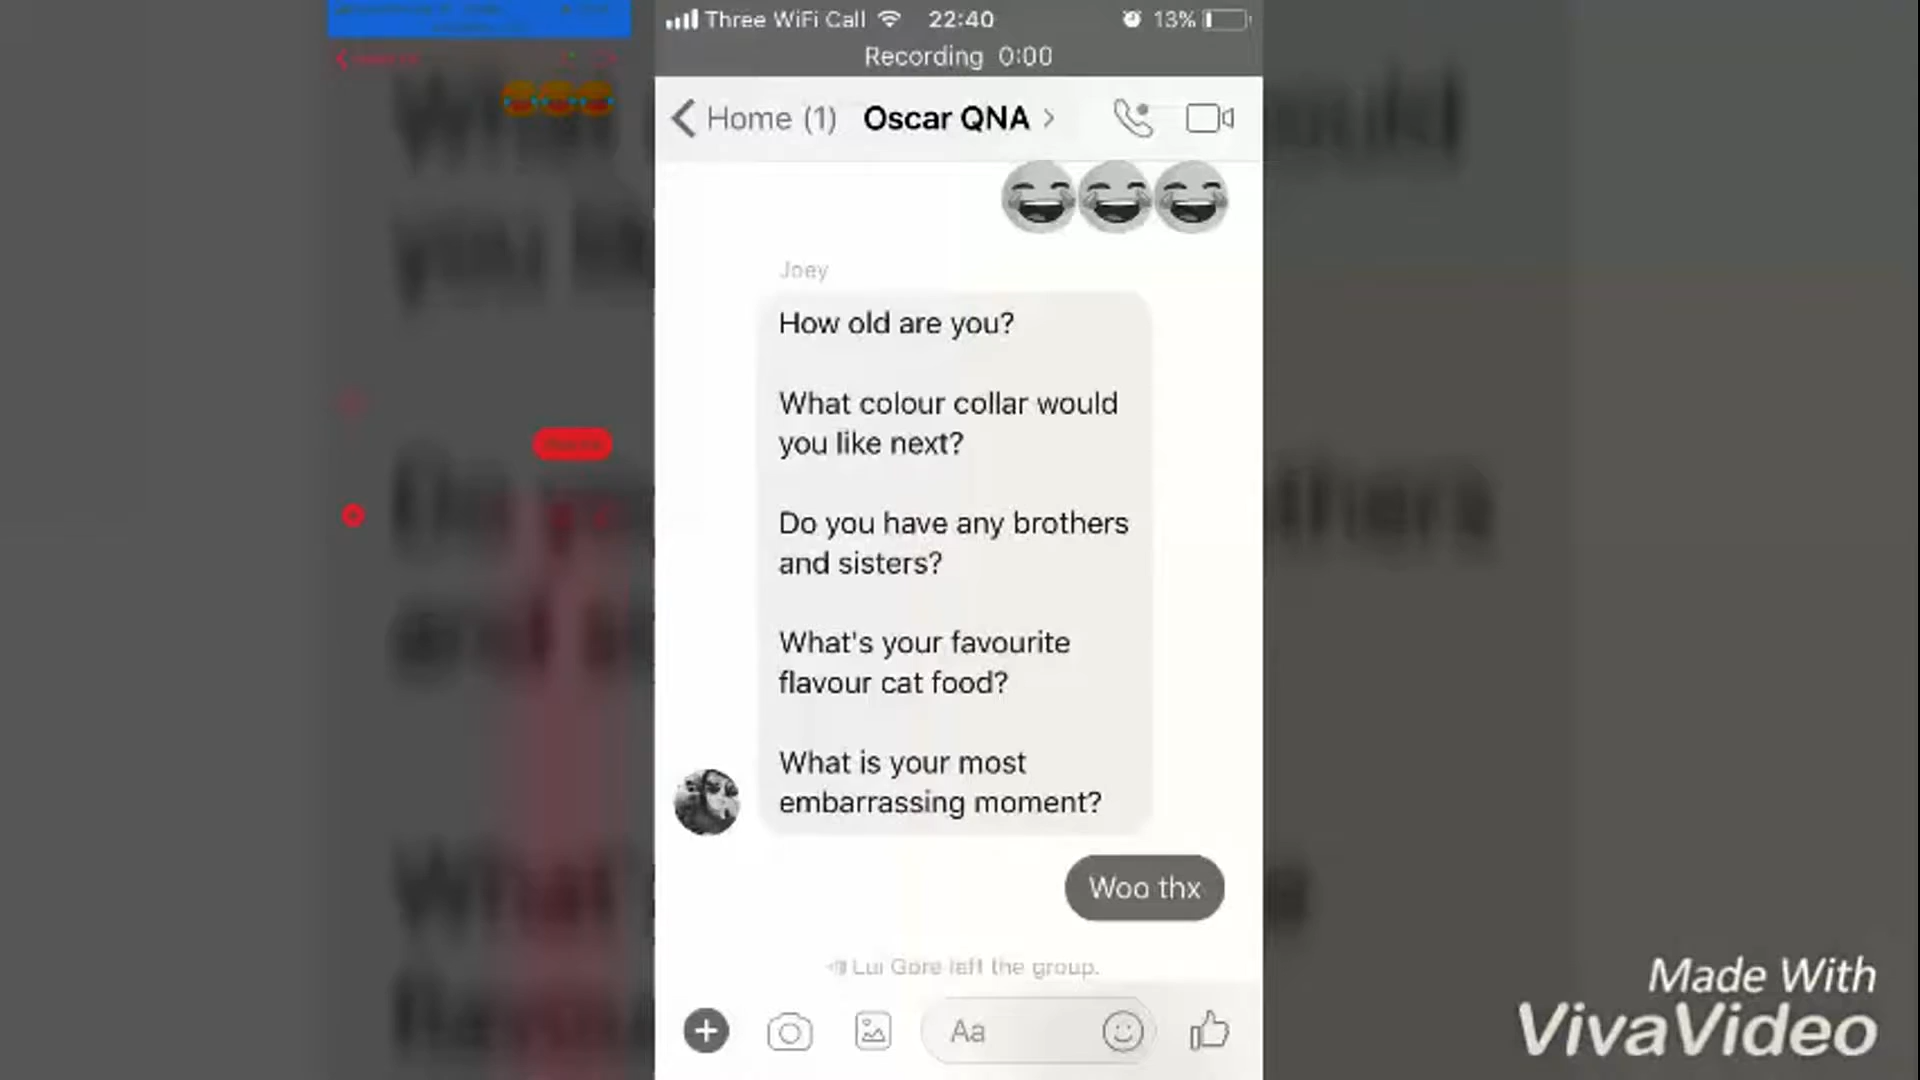 Three WiFi Call 22:40 13%
Recording 0:00
Home (1) Oscar QNA
Joey
How old are you?
What colour collar would
you like next?
Do you have any brothers
and sisters?
What's your favourite
flavour cat food?
What is your most
embarrassing moment?
Woo thx
Lui Gore left the group.
Aa
Made With
VivaVideo